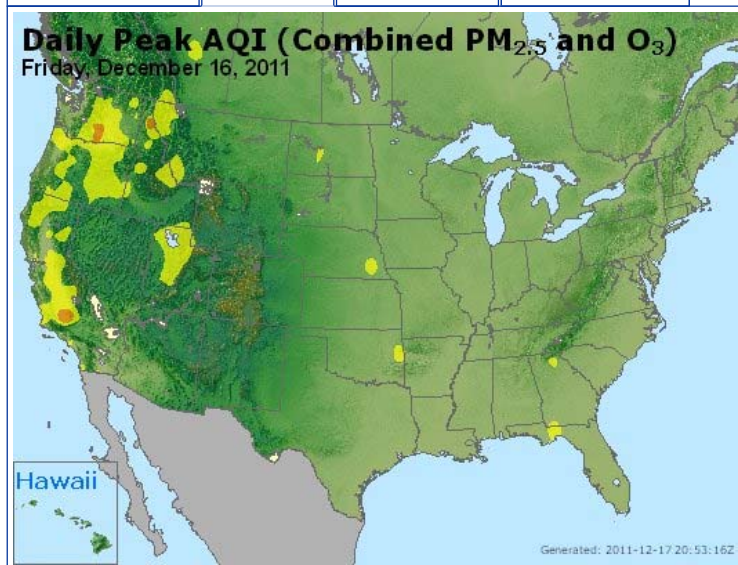 Daily Peak AQI (Combined PM2.5 and O3)
Friday, December 16, 2011
Hawaii
Generated: 2011-12-17 20:53:16Z